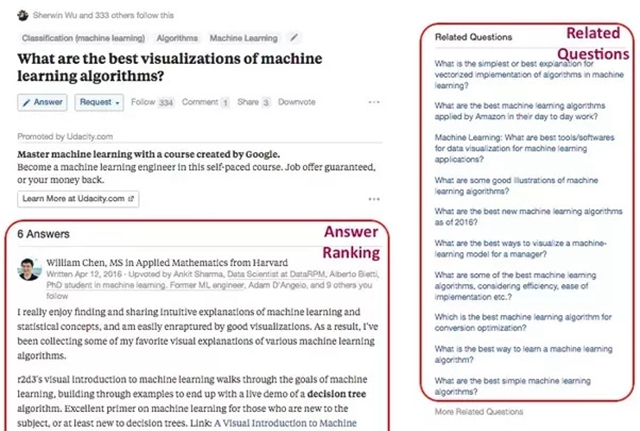 Sherwin Wu and 333 others follow this
Classification (machine learning) Algorithms Machine Learning
What are the best visualizations of machine
learning algorithms?
Answer Request Follow 334 Comment 1 Share 3 Downvote ...
Promoted by Udacity.com
Master machine learning with a course created by Google.
Become a machine learning engineer in this self-paced course. Job offer guaranteed,
or your money back.
Learn More at Udacity.com ...
6 Answers
Answer
Ranking
William Chen, MS in Applied Mathematics from Harvard
Written Apr 12, 2016 · Upvoted by Ankit Sharma, Data Scientist at DataRPM, Alberto Bietti,
PhD student in machine learning. Former ML engineer, Adam D'Angelo, and 9 others you
follow
I really enjoy finding and sharing intuitive explanations of machine learning and
statistical concepts, and am easily enraptured by good visualizations. As a result, I've
been collecting some of my favorite visual explanations of various machine learning
algorithms.
r2d3's visual introduction to machine learning walks through the goals of machine
learning, building through examples to end up with a live demo of a decision tree
algorithm. Excellent primer on machine learning for those who are new to the
subject, or at least new to decision trees. Link: A Visual Introduction to Machine
Related Questions
Related
Questions
What is the simplest or best explanation for
vectorized implementation of algorithms in machine
learning?
What are the best machine learning algorithms
applied by Amazon in their day to day work?
Machine Learning: What are best tools/softwares
for data visualization for machine learning
applications?
What are some good illustrations of machine
learning algorithms?
What are the best new machine learning algorithms
as of 2016?
What are the best ways to visualize a machine-
learning model for a manager?
What are some of the best machine learning
algorithms, considering efficiency, ease of
implementation etc.?
Which is the best machine learning algorithm for
conversion optimization?
What is the best way to learn a machine learning
algorithm?
What are the best simple machine learning
algorithms?
More Related Questions